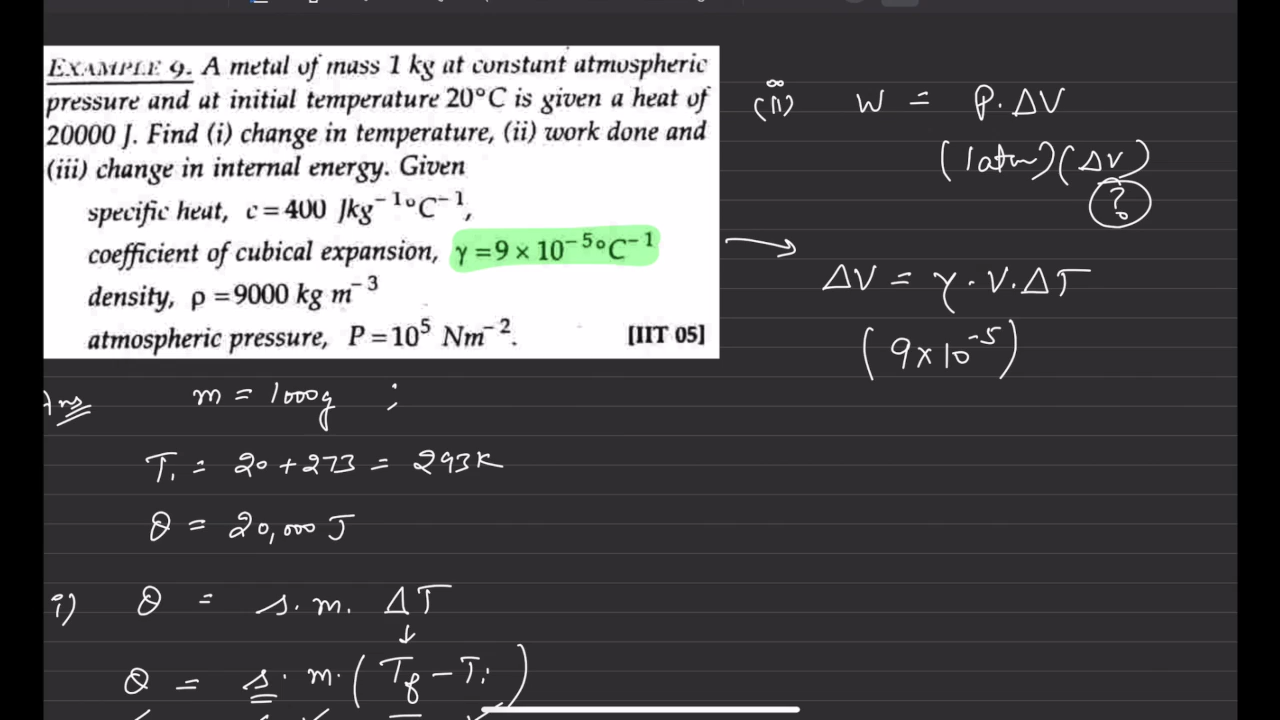 EXAMPLE 9. A metal of mass 1 kg at constant atmospheric
pressure and at initial temperature 20°C is given a heat of
20000 J. Find (i) change in temperature, (ii) work done and
(iii) change in internal energy. Given
specific heat, c = 400 Jkg⁻¹°C⁻¹,
coefficient of cubical expansion, γ = 9 × 10⁻⁵°C⁻¹
density, ρ = 9000 kg m⁻³
atmospheric pressure, P = 10⁵ Nm⁻². [IIT 05]
Ans m = 1000g ;
T₁ = 20 + 273 = 293K
Q = 20,000 J
i) Q = s. m. ΔT
↓
Q = s. m. (Tf - Ti)
(ii) W = P. ΔV
(1atm)(ΔV)
?
→ ΔV = γ. V. ΔT
(9×10⁻⁵)